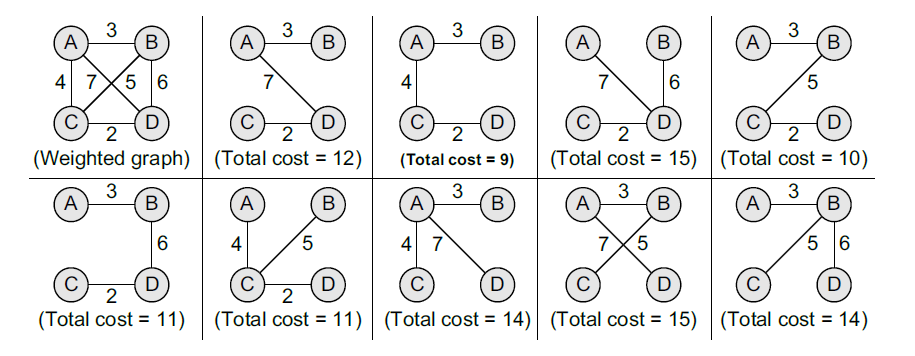 A 3 B
4 7 5 6
C 2 D
(Weighted graph)
A 3 B
7
C 2 D
(Total cost = 12)
A 3 B
4
C 2 D
(Total cost = 9)
A B
7 6
C 2 D
(Total cost = 15)
A 3 B
5
C 2 D
(Total cost = 10)
A 3 B
6
C 2 D
(Total cost = 11)
A B
4 5
C 2 D
(Total cost = 11)
A 3 B
4 7
C D
(Total cost = 14)
A 3 B
7 5
C D
(Total cost = 15)
A 3 B
5 6
C D
(Total cost = 14)